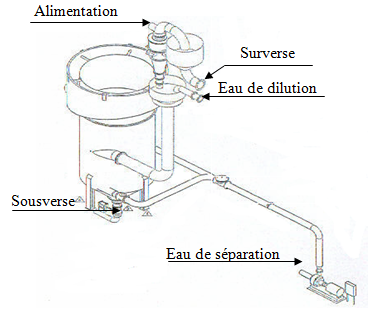 Alimentation
Surverse
Eau de dilution
Sousverse
Eau de séparation